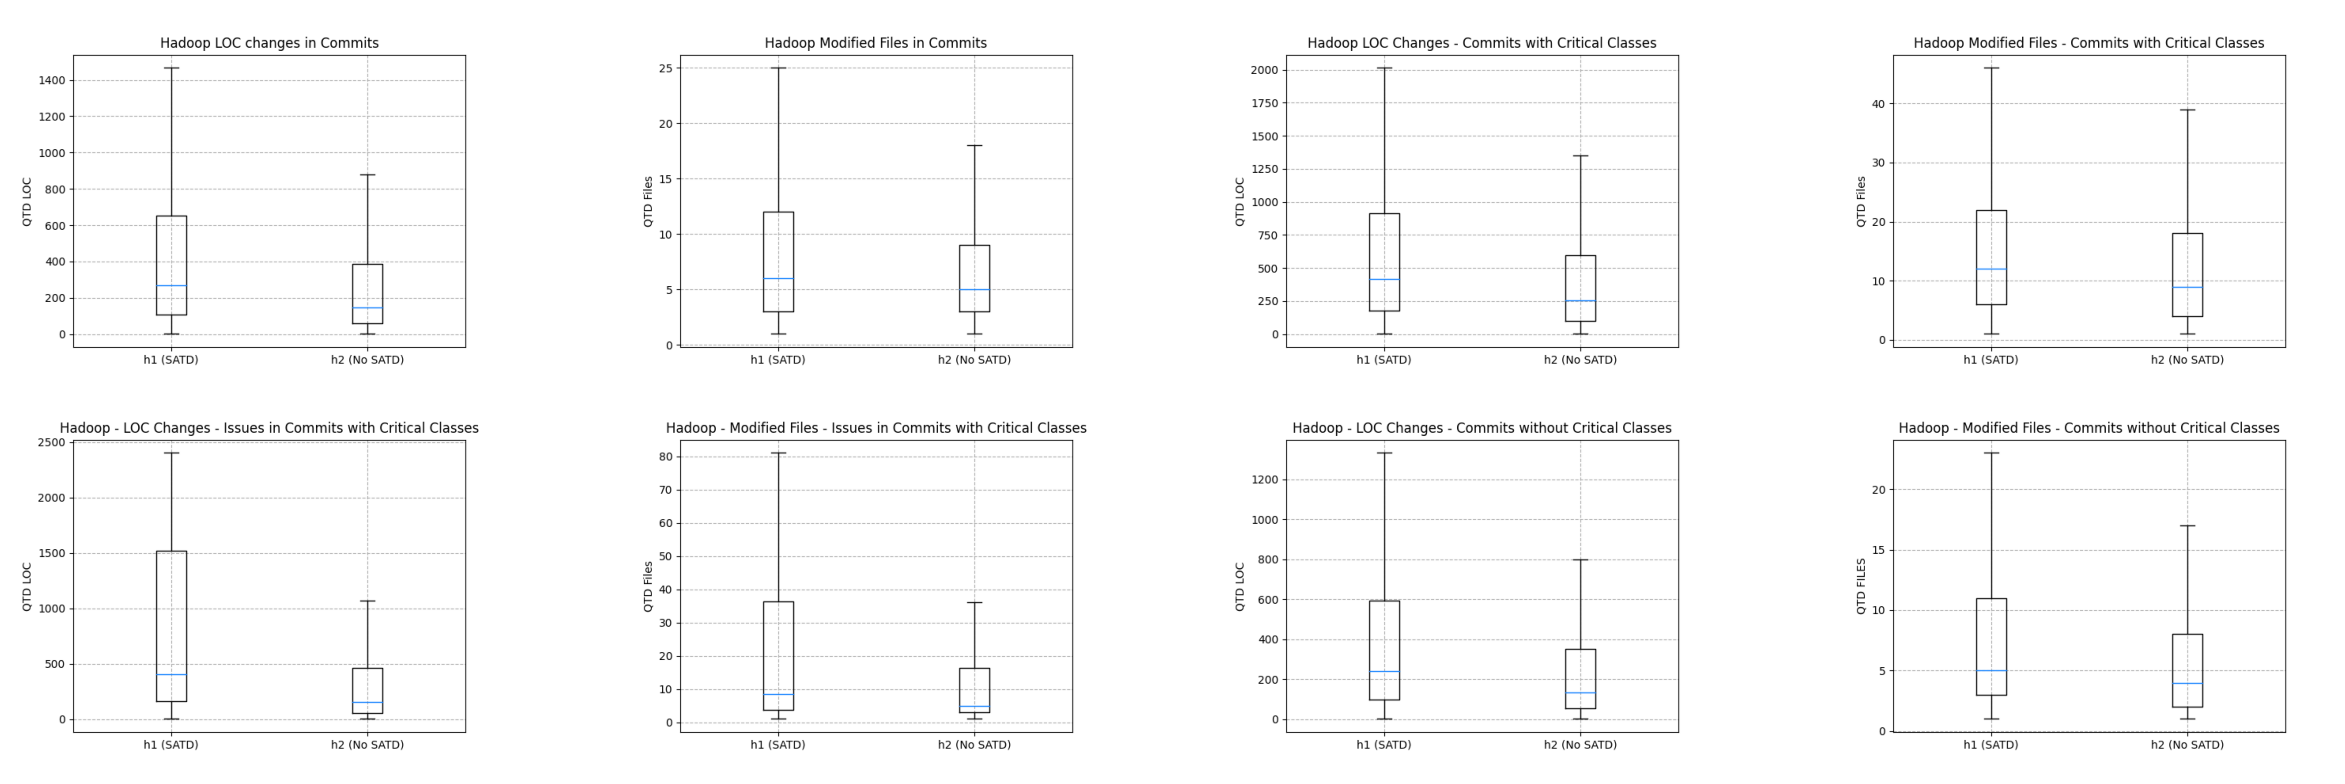 Hadoop LOC changes in Commits
QTD LOC
1400
1200
1000
800
600
400
200
0
h1 (SATD) h2 (No SATD)
Hadoop Modified Files in Commits
QTD Files
25
20
15
10
5
0
h1 (SATD) h2 (No SATD)
Hadoop LOC Changes - Commits with Critical Classes
QTD LOC
2000
1750
1500
1250
1000
750
500
250
0
h1 (SATD) h2 (No SATD)
Hadoop Modified Files - Commits with Critical Classes
QTD Files
40
30
20
10
0
h1 (SATD) h2 (No SATD)
Hadoop - LOC Changes - Issues in Commits with Critical Classes
QTD LOC
2500
2000
1500
1000
500
0
h1 (SATD) h2 (No SATD)
Hadoop - Modified Files - Issues in Commits with Critical Classes
QTD Files
80
70
60
50
40
30
20
10
0
h1 (SATD) h2 (No SATD)
Hadoop - LOC Changes - Commits without Critical Classes
QTD LOC
1200
1000
800
600
400
200
0
h1 (SATD) h2 (No SATD)
Hadoop - Modified Files - Commits without Critical Classes
QTD FILES
20
15
10
5
0
h1 (SATD) h2 (No SATD)